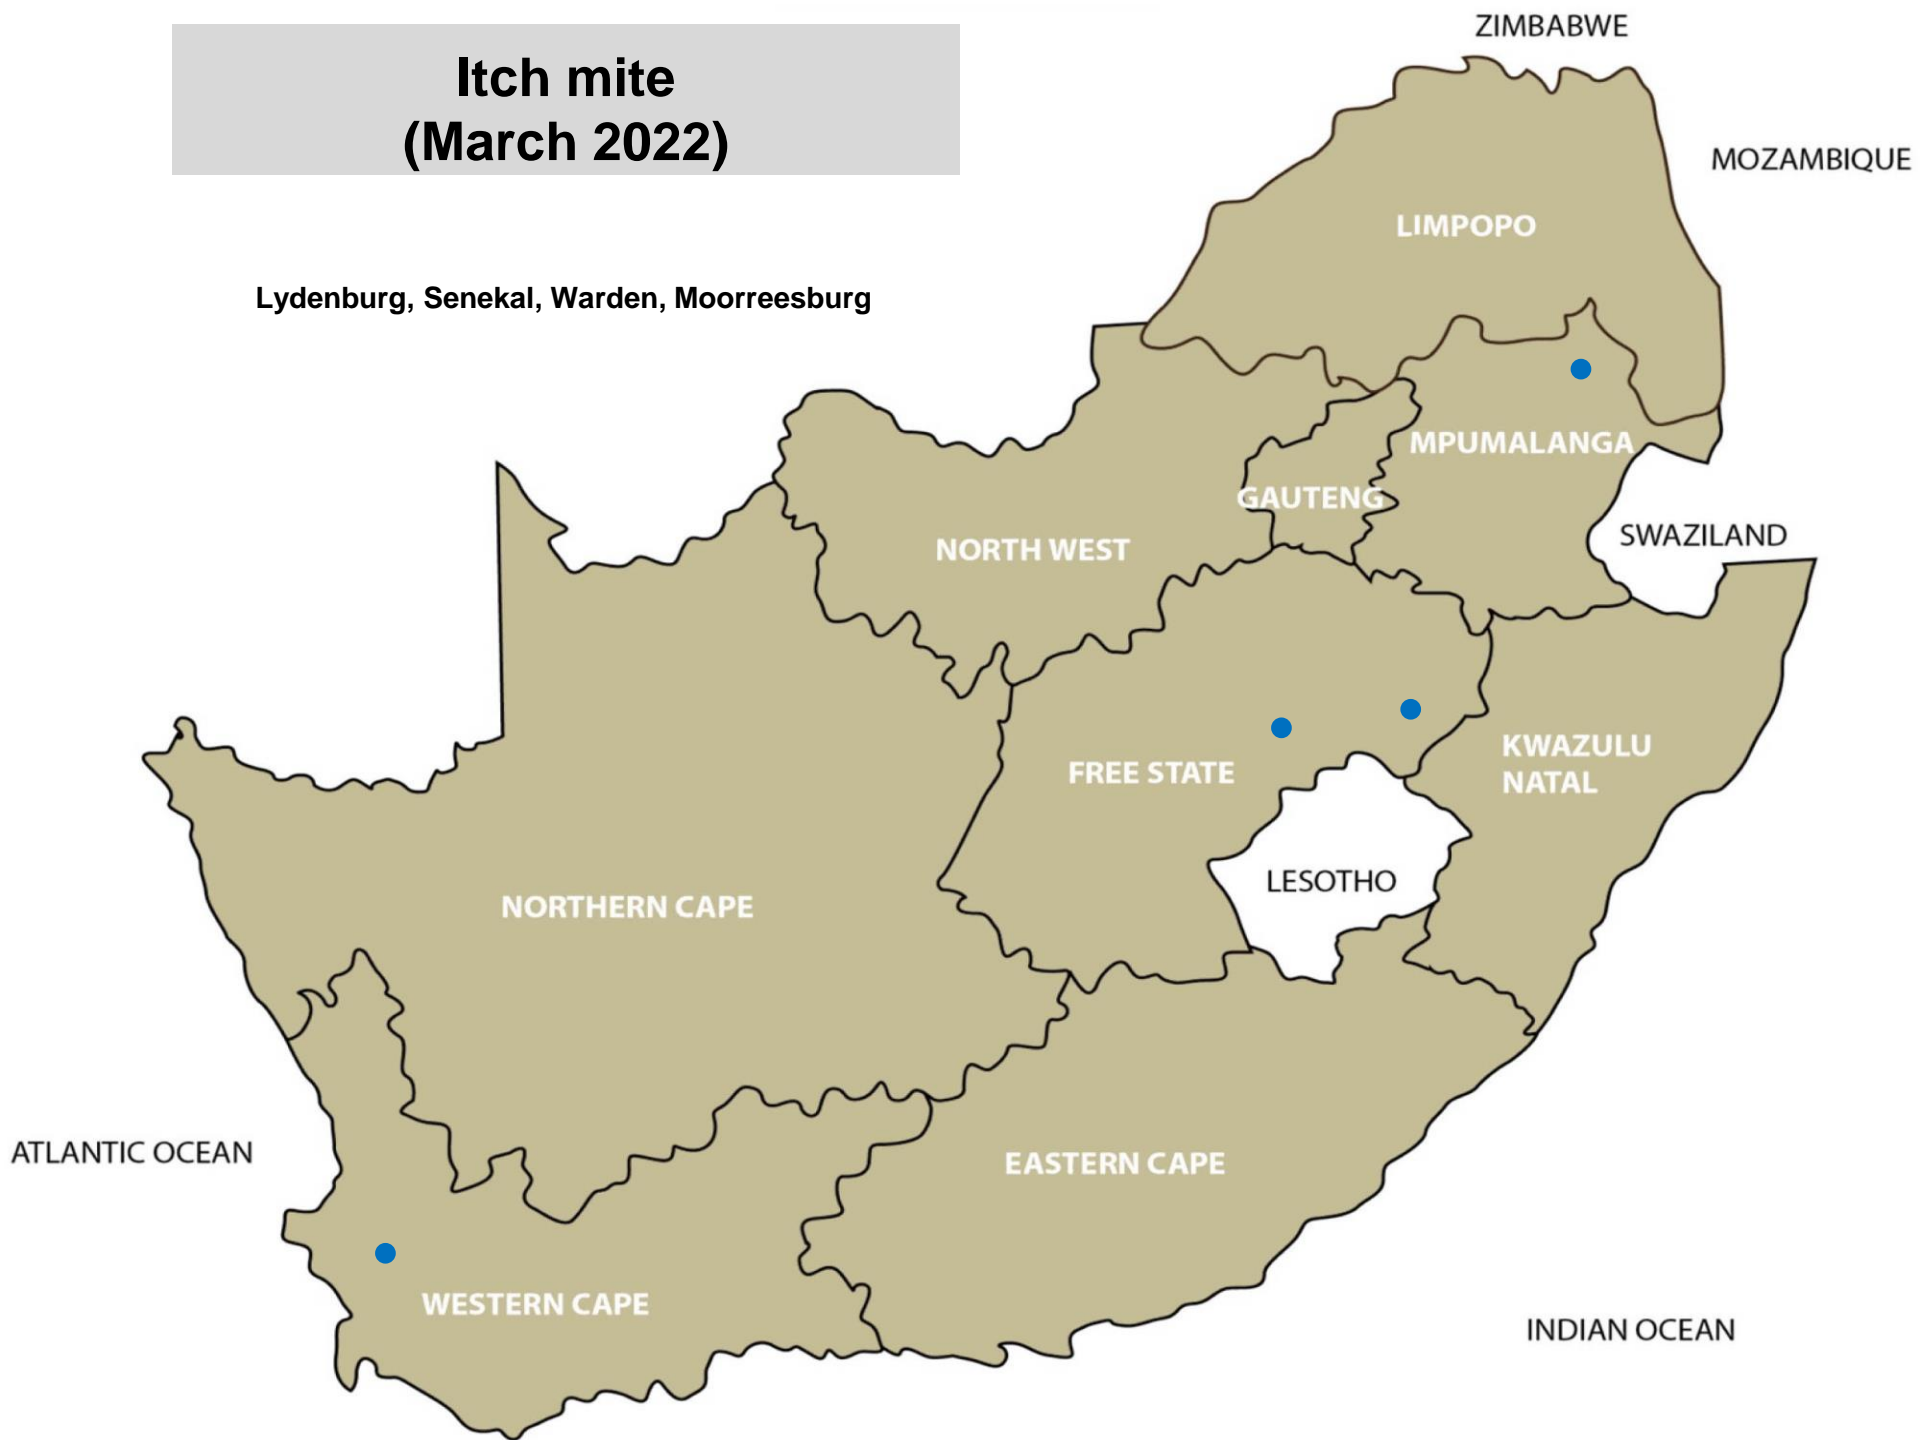 Itch mite
(March 2022)
Lydenburg, Senekal, Warden, Moorreesburg
ZIMBABWE
MOZAMBIQUE
LIMPOPO
MPUMALANGA
GAUTENG
NORTH WEST
SWAZILAND
FREE STATE
KWAZULU
NATAL
LESOTHO
NORTHERN CAPE
ATLANTIC OCEAN
EASTERN CAPE
WESTERN CAPE
INDIAN OCEAN